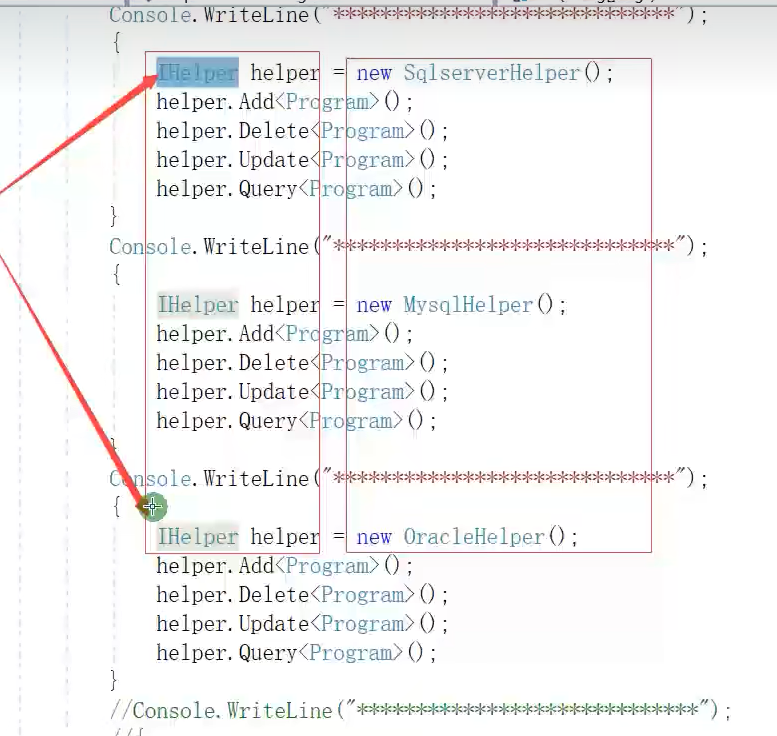 Console.WriteLine("*****************************");
{
IHelper helper = new SqlserverHelper();
helper.Add<Program>();
helper.Delete<Program>();
helper.Update<Program>();
helper.Query<Program>();
}
Console.WriteLine("*****************************");
{
IHelper helper = new MysqlHelper();
helper.Add<Program>();
helper.Delete<Program>();
helper.Update<Program>();
helper.Query<Program>();
}
Console.WriteLine("*****************************");
{
IHelper helper = new OracleHelper();
helper.Add<Program>();
helper.Delete<Program>();
helper.Update<Program>();
helper.Query<Program>();
}
//Console.WriteLine("*****************************");
//{